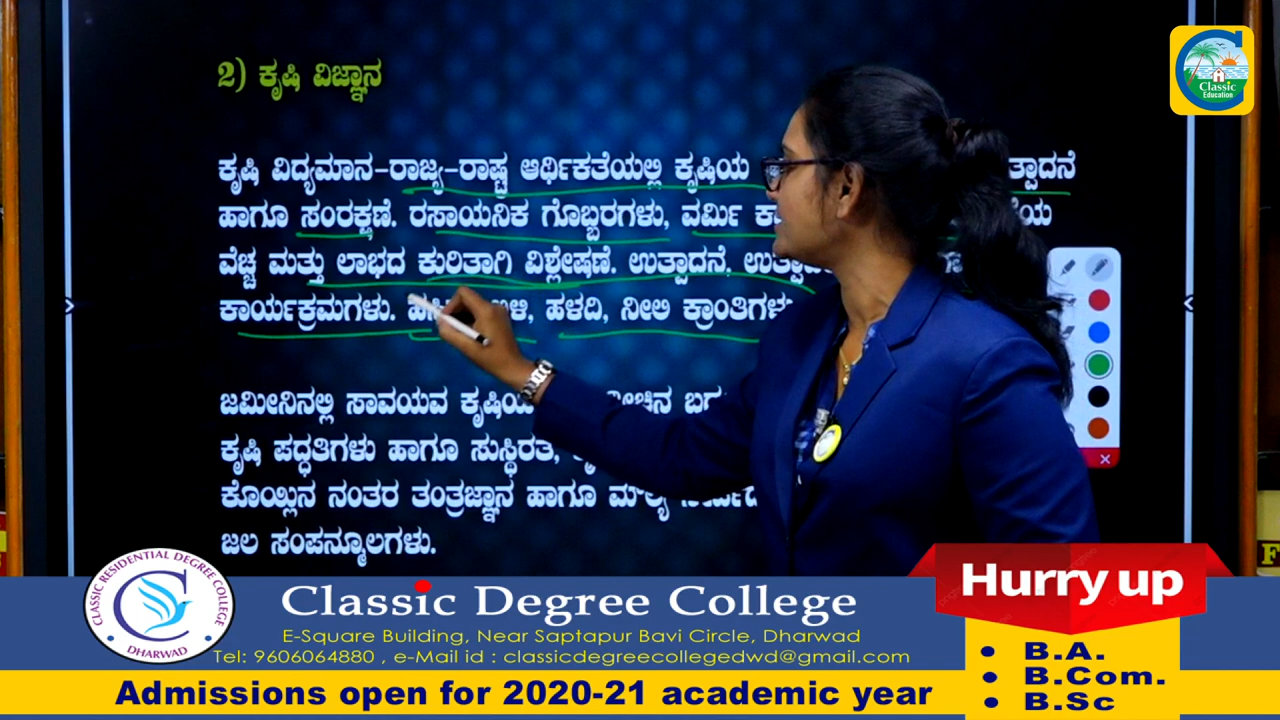 2) ಕೃಷಿ ವಿಜ್ಞಾನ
ಕೃಷಿ ವಿದ್ಯಮಾನ-ರಾಜ್ಯ-ರಾಷ್ಟ್ರ ಆರ್ಥಿಕತೆಯಲ್ಲಿ ಕೃಷಿಯ
ಹಾಗೂ ಸಂರಕ್ಷಣೆ. ರಸಾಯನಿಕ ಗೊಬ್ಬರಗಳು, ವರ್ಮಿ
ವೆಚ್ಚ ಮತ್ತು ಲಾಭದ ಕುರಿತಾಗಿ ವಿಶ್ಲೇಷಣೆ. ಉತ್ಪಾದನೆ,
ಕಾರ್ಯಕ್ರಮಗಳು. ಹಳದಿ, ನೀಲಿ
ಜಮೀನಿನಲ್ಲಿ ಸಾವಯವ
ಕೃಷಿ ಪದ್ಧತಿಗಳು ಹಾಗೂ ಸುಸ್ಥಿರತೆ,
ಕೊಯ್ಲಿನ ನಂತರ ತಂತ್ರಜ್ಞಾನ ಹಾಗೂ ಮೌಲ್ಯ
ಜಲ ಸಂಪನ್ಮೂಲಗಳು.
Classic
Education
CLASSIC RESIDENTIAL DEGREE COLLEGE
DHARWAD
Classic Degree College
E-Square Building, Near Saptapur Bavi Circle, Dharwad
Tel: 9606064880 , e-Mail id : classicdegreecollegedwd@gmail.com
Admissions open for 2020-21 academic year
Hurry up
• B.A.
• B.Com.
• B.Sc